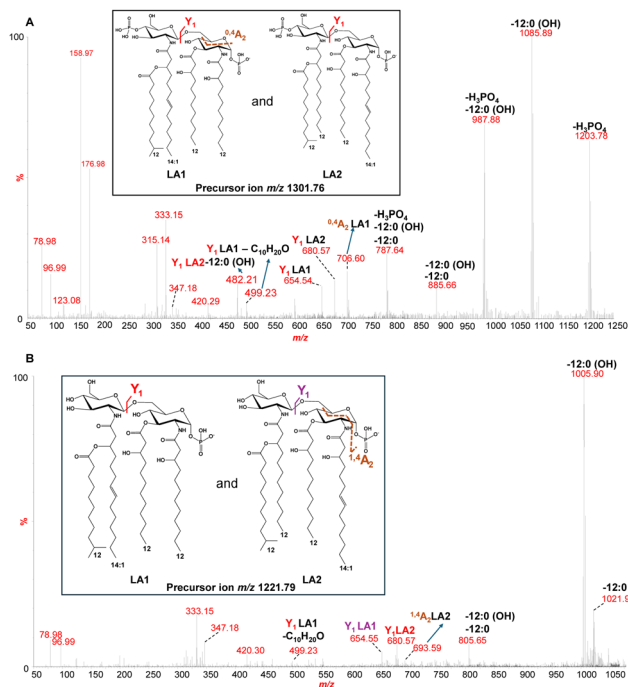 A
100
%
0
158.97
176.98
78.98
96.99
123.08
333.15
315.14
347.18
420.29
Y1 LA2-12:0 (OH)
482.21
Y1 LA1 – C10H20O
499.23
654.54
Y1 LA1
Y1 LA2
680.57
0,4A2 LA1
706.60
-H3PO4
-12:0 (OH)
-12:0
787.64
-12:0 (OH)
-12:0
885.66
-H3PO4
-12:0 (OH)
987.88
-12:0 (OH)
1085.89
-H3PO4
1203.78
Y1
0,4A2
Y1
and
12
14:1
12
12
12
12
12
14:1
LA1
LA2
Precursor ion m/z 1301.76
50 100 150 200 250 300 350 400 450 500 550 600 650 700 750 800 850 900 950 1000 1050 1100 1150 1200 1250
m/z
B
100
%
0
78.98
96.99
333.15
347.18
420.30
Y1 LA1
-C10H20O
499.23
Y1 LA1
654.55
Y1LA2
680.57
1,4A2LA2
693.59
-12:0 (OH)
-12:0
805.65
-12:0 (OH)
1005.90
-12:0
1021.9
Y1
Y1
1,4A2
and
12
14:1
12
12
12
12
12
14:1
LA1
LA2
Precursor ion m/z 1221.79
50 100 150 200 250 300 350 400 450 500 550 600 650 700 750 800 850 900 950 1000 1050
m/z